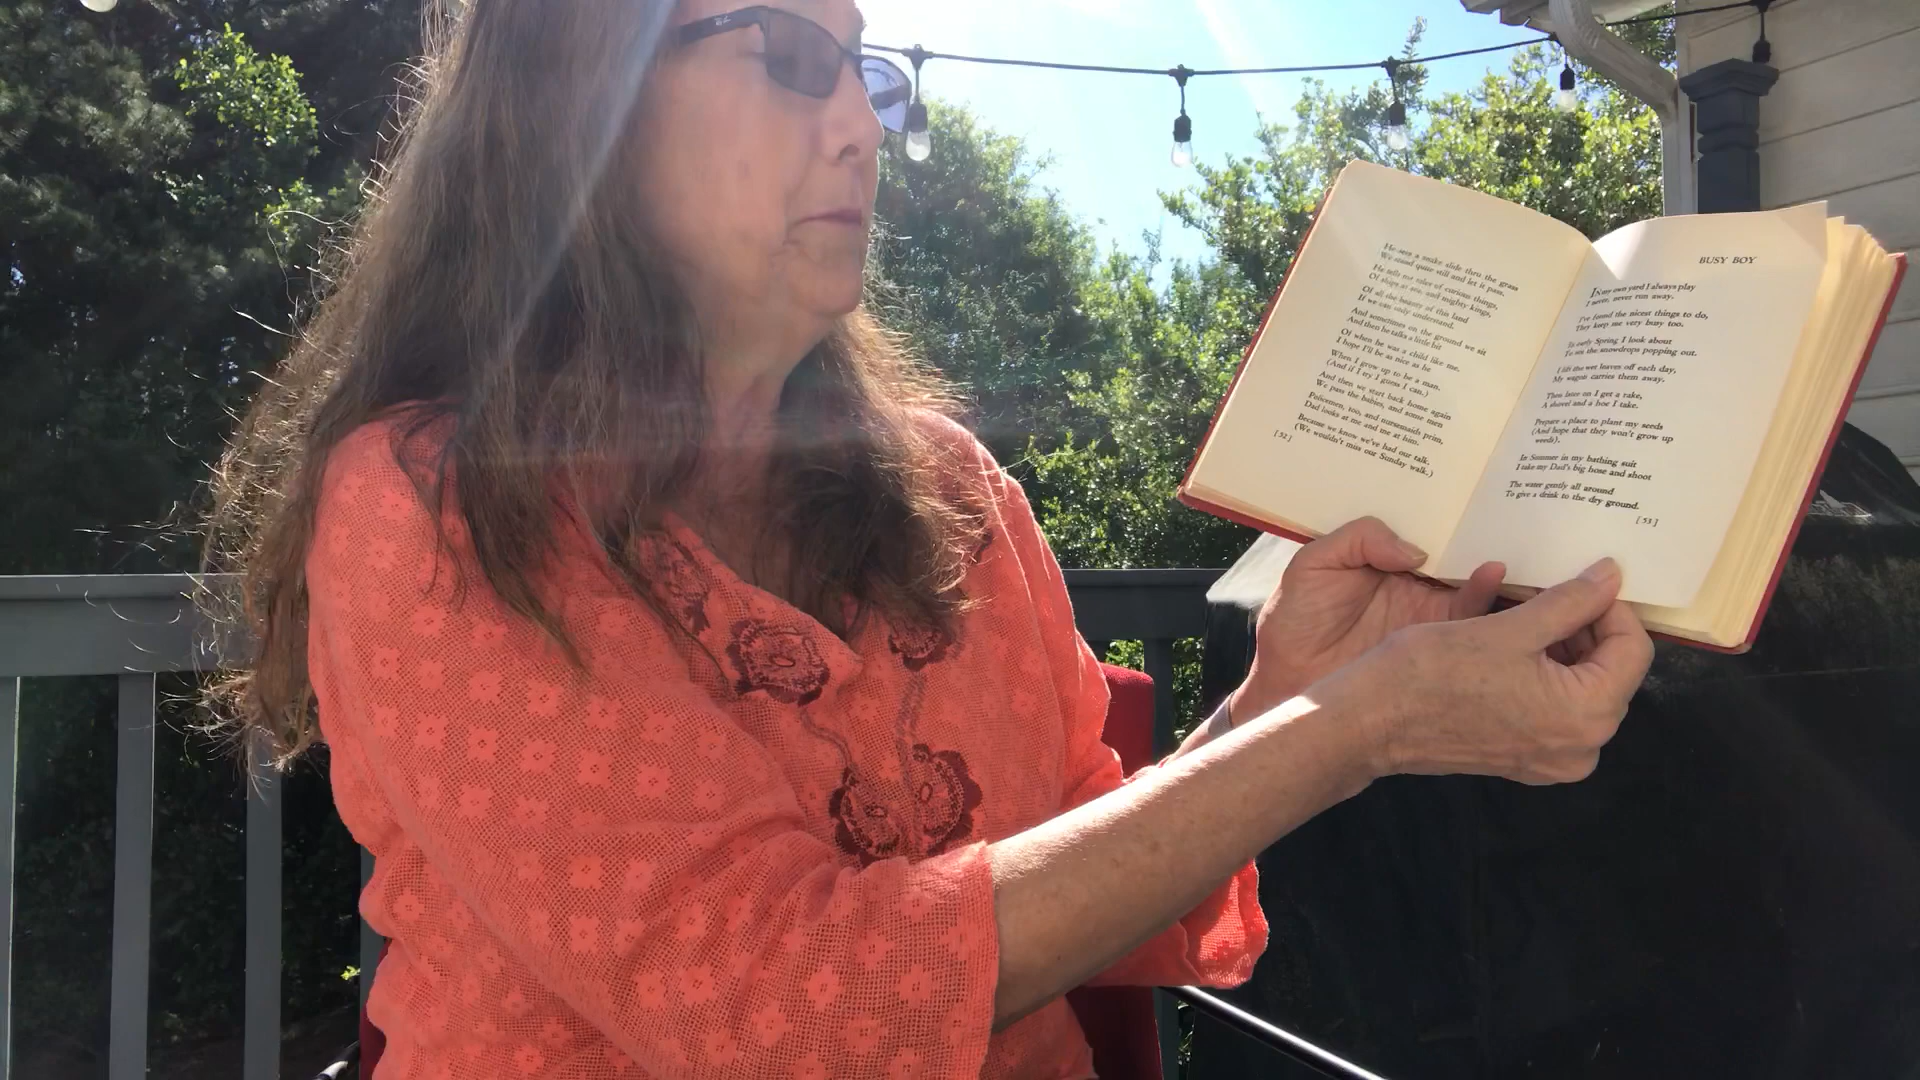 He sees a snake slide thru the grass
We stand quite still and let it pass.
He tells me tales of curious things,
Of ships at sea, and mighty kings,
Of all the beauty of this land
If we can only understand.
And sometimes on the ground we sit
And then he talks a little bit
Of when he was a child like me.
I hope I'll be as nice as he
When I grow up to be a man.
(And if I try I guess I can.)
And then we start back home again
We pass the babies, and some men
Policemen, too, and nursemaids prim,
Dad looks at me and me at him.
Because we know we've had our talk.
(We wouldn't miss our Sunday walk.)
[52]
BUSY BOY
In my own yard I always play
I never, never run away.
I've found the nicest things to do,
They keep me very busy too.
In early Spring I look about
To see the snowdrops popping out.
I lift the wet leaves off each day,
My wagon carries them away.
Then later on I get a rake,
A shovel and a hoe I take.
Prepare a place to plant my seeds
(And hope that they won't grow up
weeds).
In Summer in my bathing suit
I take my Dad's big hose and shoot
The water gently all around
To give a drink to the dry ground.
[53]